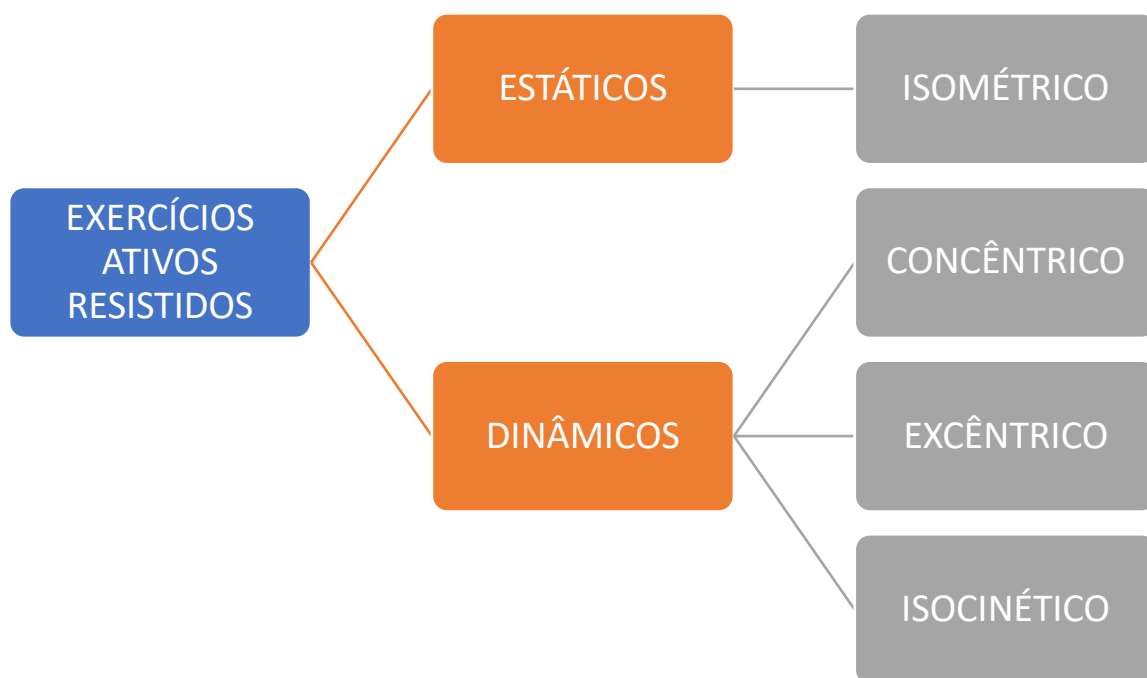 EXERCÍCIOS
ATIVOS
RESISTIDOS
ESTÁTICOS
ISOMÉTRICO
DINÂMICOS
CONCÊNTRICO
EXCÊNTRICO
ISOCINÉTICO